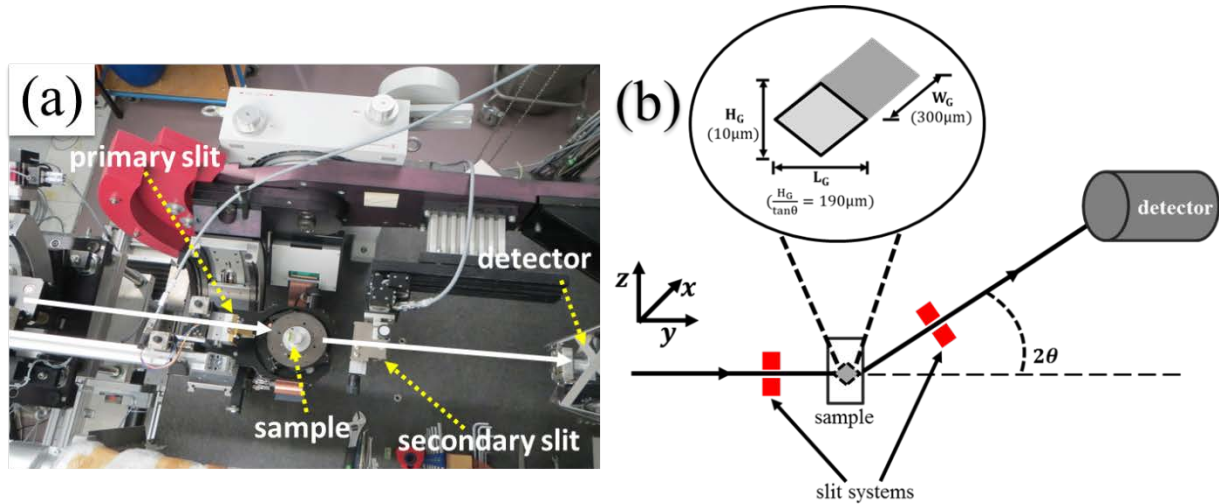 (a)
primary slit
detector
sample
secondary slit
(b)
H_G
(10μm)
W_G
(300μm)
L_G
(H_G/tanθ = 190μm)
detector
z
x
y
2θ
sample
slit systems